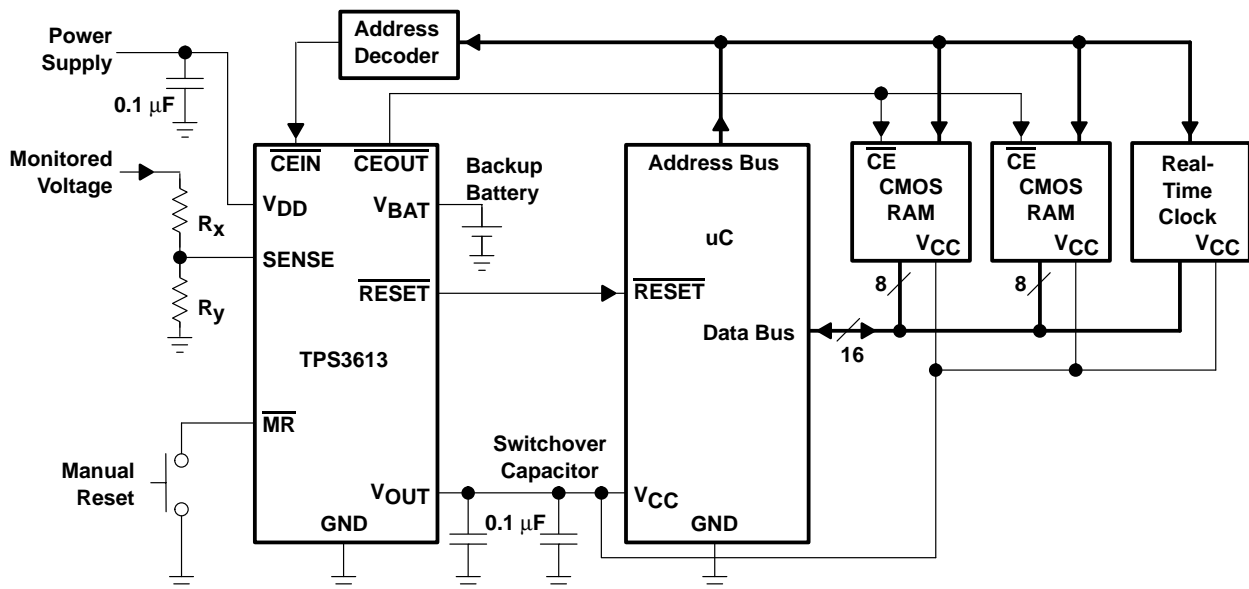 Power
Supply
0.1 μF
Address
Decoder
Monitored
Voltage
Rx
Ry
CEIN
CEOUT
VDD
VBAT
SENSE
RESET
TPS3613
MR
VOUT
GND
Backup
Battery
Manual
Reset
Switchover
Capacitor
0.1 μF
Address Bus
uC
RESET
Data Bus
16
VCC
GND
CE
CMOS
RAM
VCC
8
CE
CMOS
RAM
VCC
8
Real-
Time
Clock
VCC